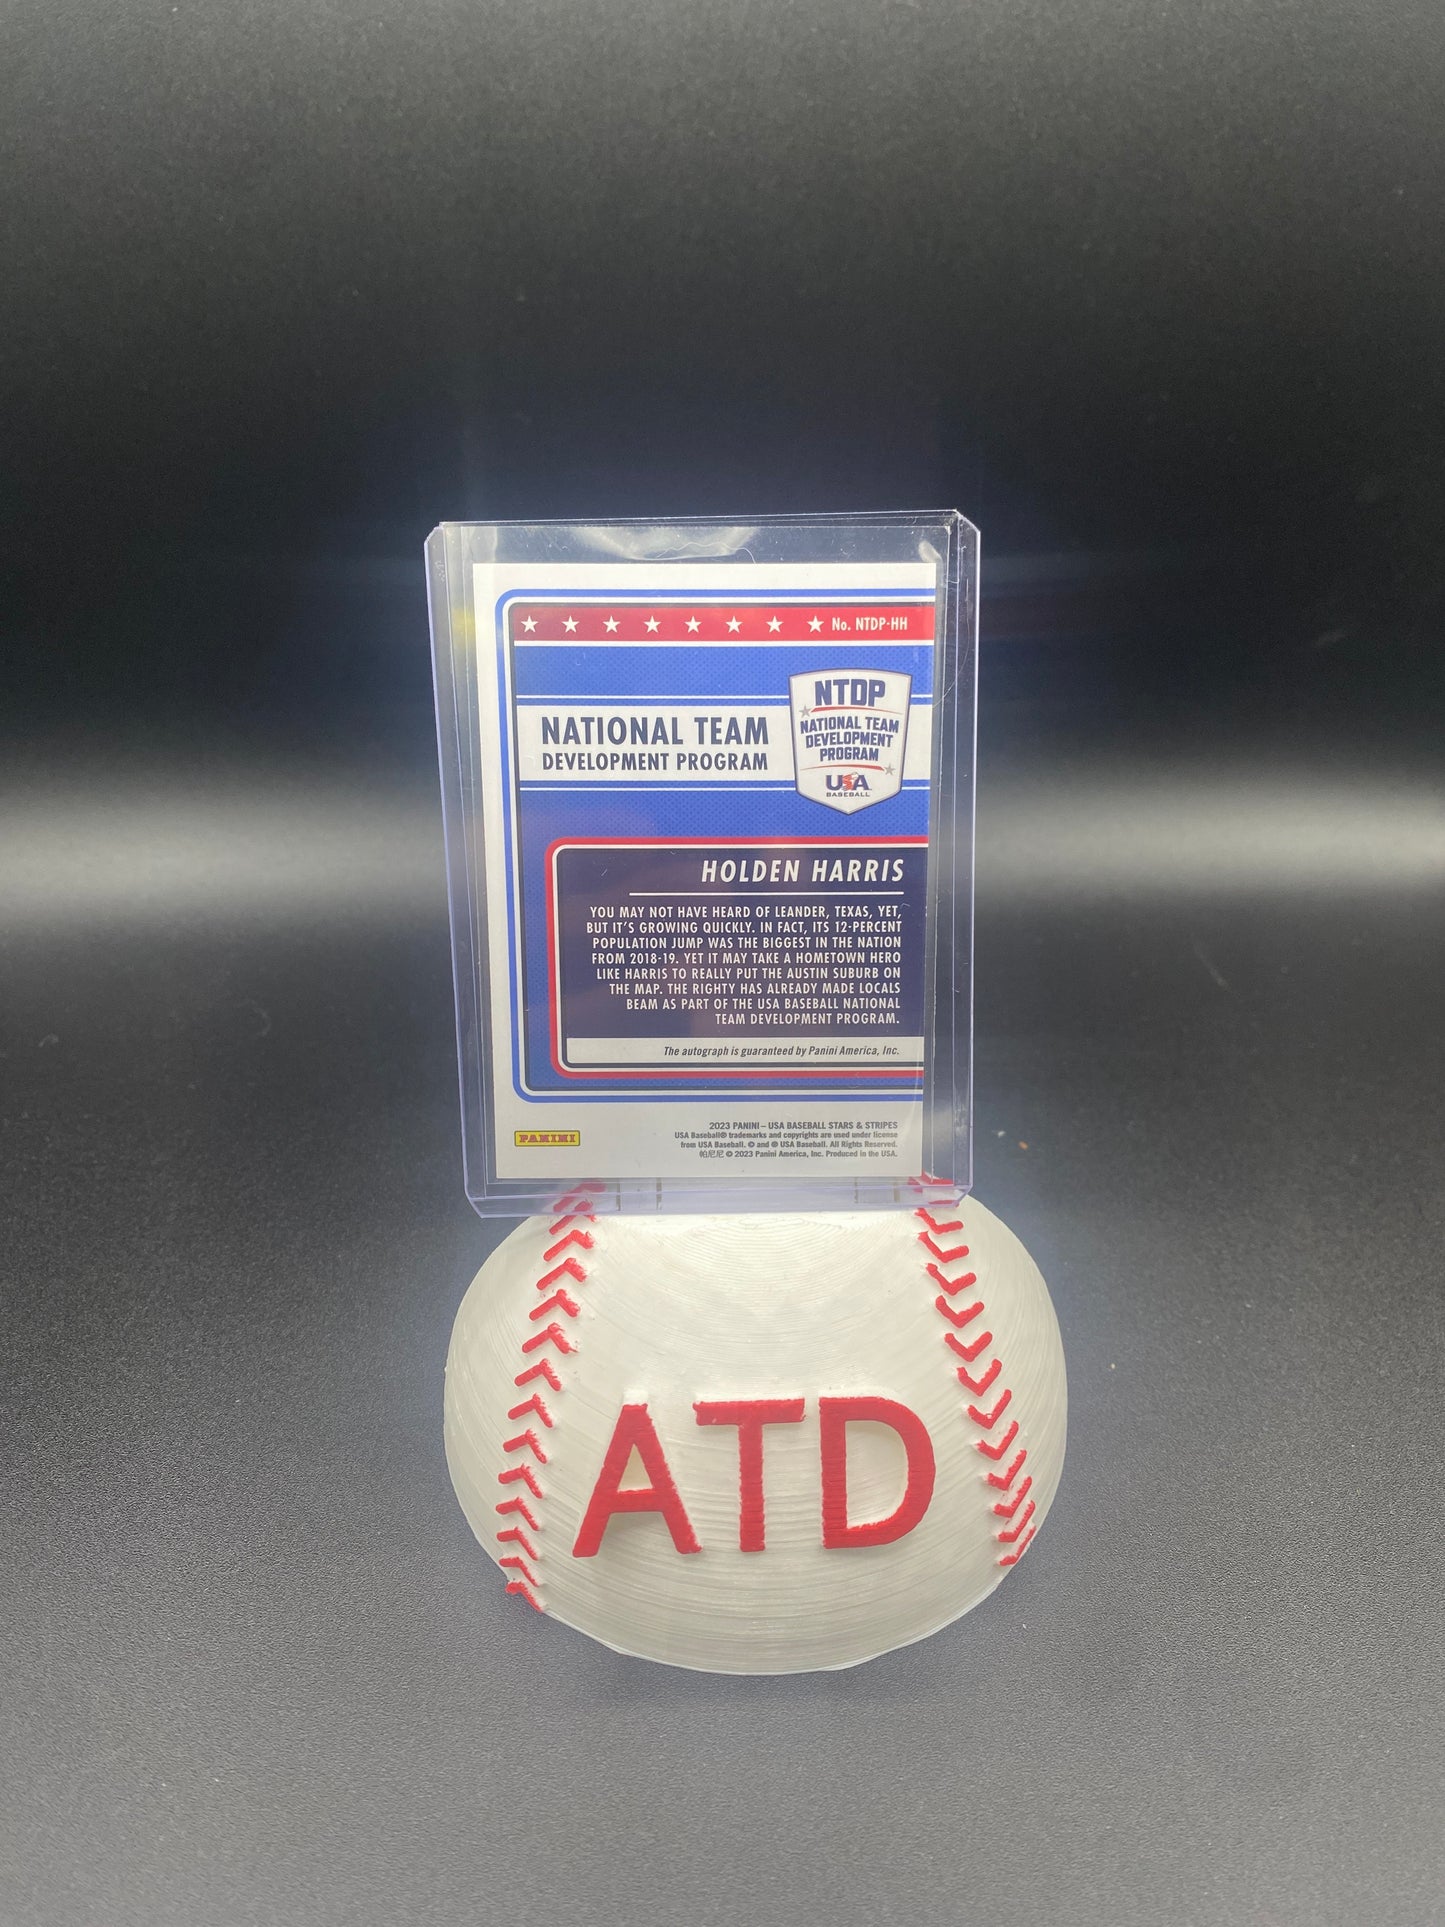 No. NTDP-HH
NTDP
NATIONAL TEAM
DEVELOPMENT
PROGRAM
USA
BASEBALL
NATIONAL TEAM
DEVELOPMENT PROGRAM
HOLDEN HARRIS
YOU MAY NOT HAVE HEARD OF LEANDER, TEXAS, YET,
BUT IT'S GROWING QUICKLY. IN FACT, ITS 12-PERCENT
POPULATION JUMP WAS THE BIGGEST IN THE NATION
FROM 2018-19. YET IT MAY TAKE A HOMETOWN HERO
LIKE HARRIS TO REALLY PUT THE AUSTIN SUBURB ON
THE MAP. THE RIGHTY HAS ALREADY MADE LOCALS
BEAM AS PART OF THE USA BASEBALL NATIONAL
TEAM DEVELOPMENT PROGRAM.
The autograph is guaranteed by Panini America, Inc.
PANINI
2023 PANINI – USA BASEBALL STARS & STRIPES
USA Baseball® trademarks and copyrights are used under license
from USA Baseball. © and ® USA Baseball. All Rights Reserved.
帕尼尼 © 2023 Panini America, Inc. Produced in the USA.
ATD